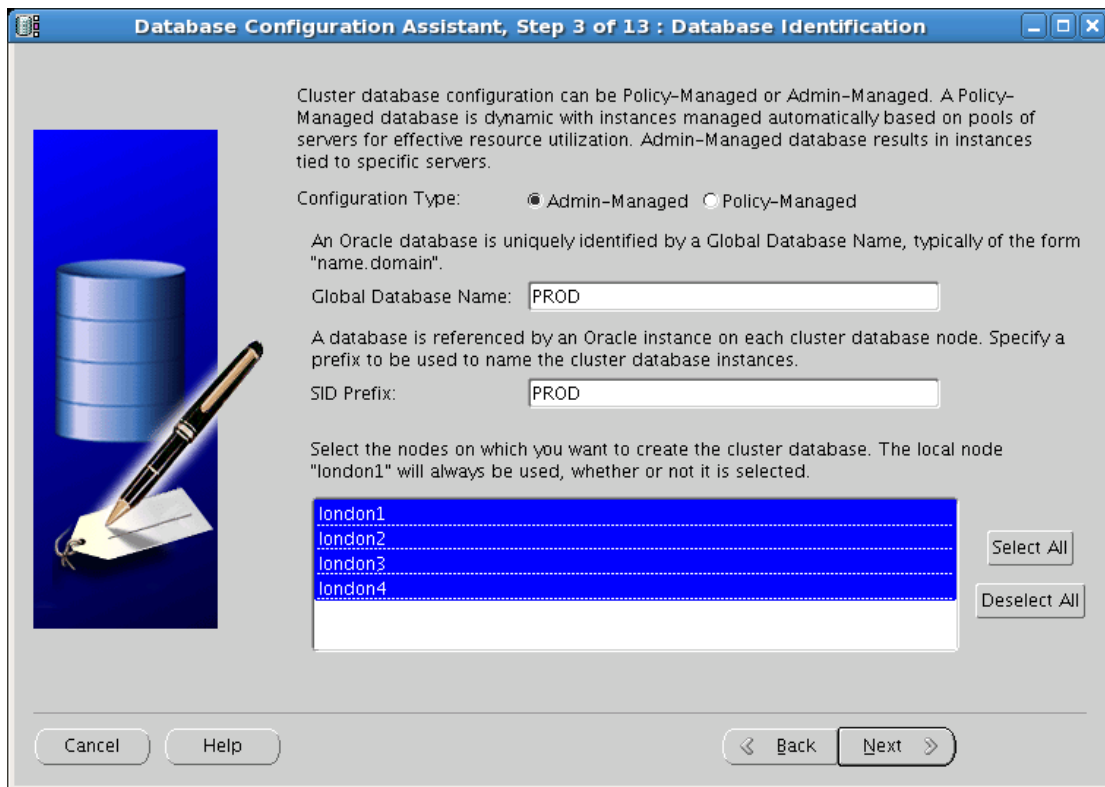 Database Configuration Assistant, Step 3 of 13 : Database Identification
Cluster database configuration can be Policy-Managed or Admin-Managed. A Policy-
Managed database is dynamic with instances managed automatically based on pools of
servers for effective resource utilization. Admin-Managed database results in instances
tied to specific servers.
Configuration Type: Admin-Managed Policy-Managed
An Oracle database is uniquely identified by a Global Database Name, typically of the form
"name.domain".
Global Database Name: PROD
A database is referenced by an Oracle instance on each cluster database node. Specify a
prefix to be used to name the cluster database instances.
SID Prefix: PROD
Select the nodes on which you want to create the cluster database. The local node
"london1" will always be used, whether or not it is selected.
london1
london2
london3
london4
Select All
Deselect All
Cancel Help Back Next